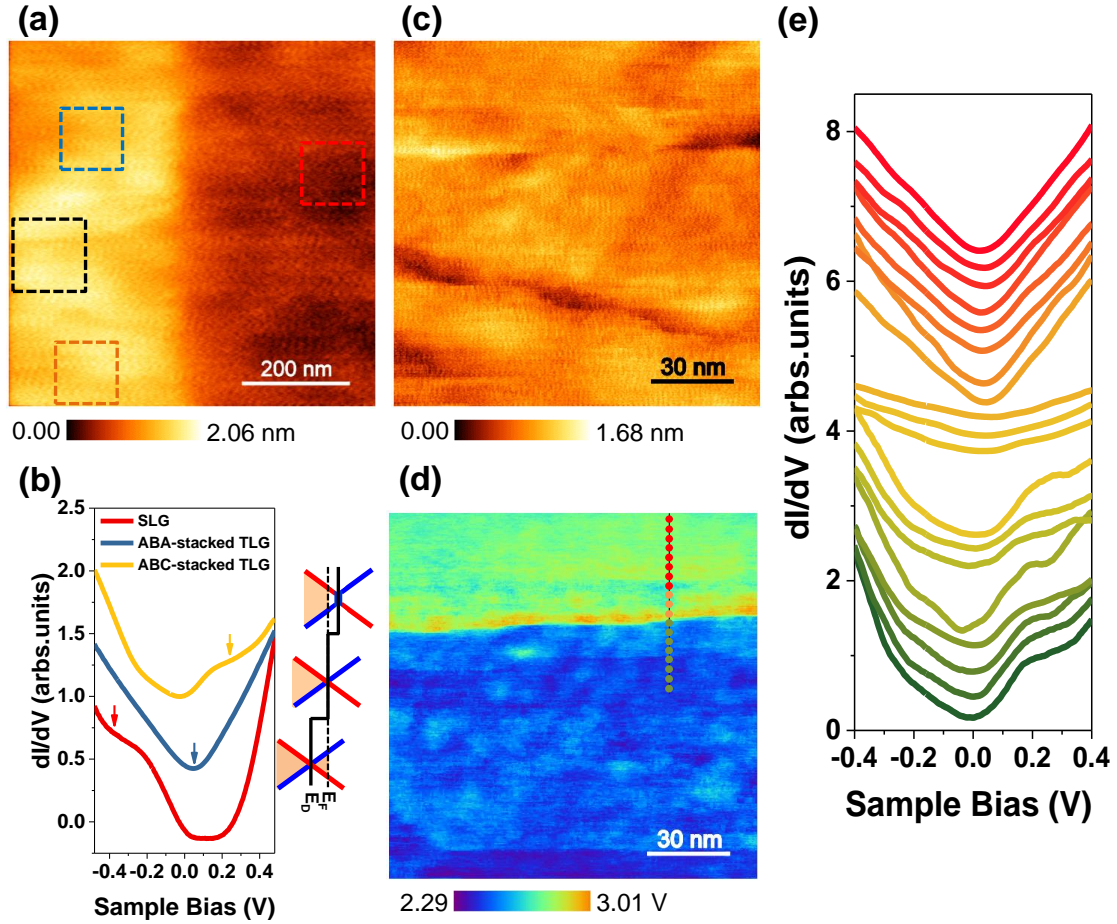 (a)
200 nm
0.00 2.06 nm
(b)
2.5
2.0
1.5
1.0
0.5
0.0
SLG
ABA-stacked TLG
ABC-stacked TLG
dI/dV (arbs.units)
-0.4 -0.2 0.0 0.2 0.4
Sample Bias (V)
EF
ED
(c)
30 nm
0.00 1.68 nm
(d)
30 nm
2.29 3.01 V
(e)
8
6
4
2
0
dI/dV (arbs.units)
-0.4 -0.2 0.0 0.2 0.4
Sample Bias (V)